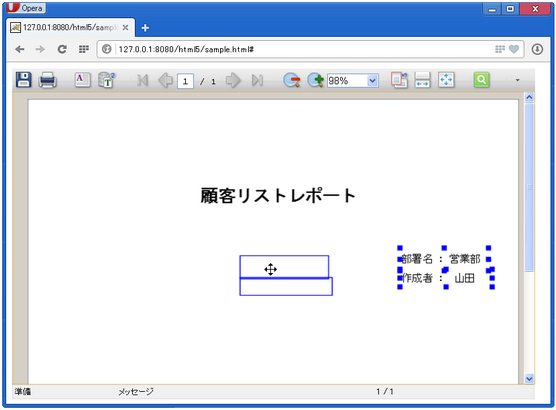 Opera
127.0.0.1:8080/html5/sampl
127.0.0.1:8080/html5/sample.html#
1 / 1
98%
顧客リストレポート
部署名 : 営業部
作成者 : 山田
準備 メッセージ 1 / 1